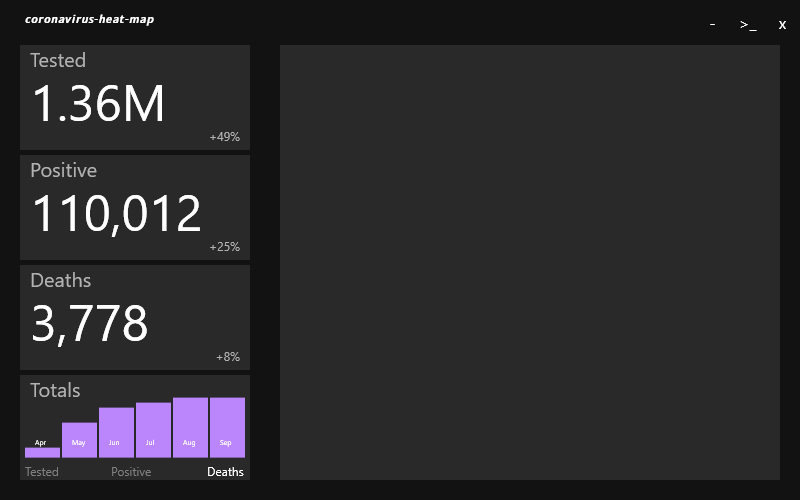 coronavirus-heat-map
- >_ x
Tested
1.36M
+49%
Positive
110,012
+25%
Deaths
3,778
+8%
Totals
Apr May Jun Jul Aug Sep
Tested Positive Deaths